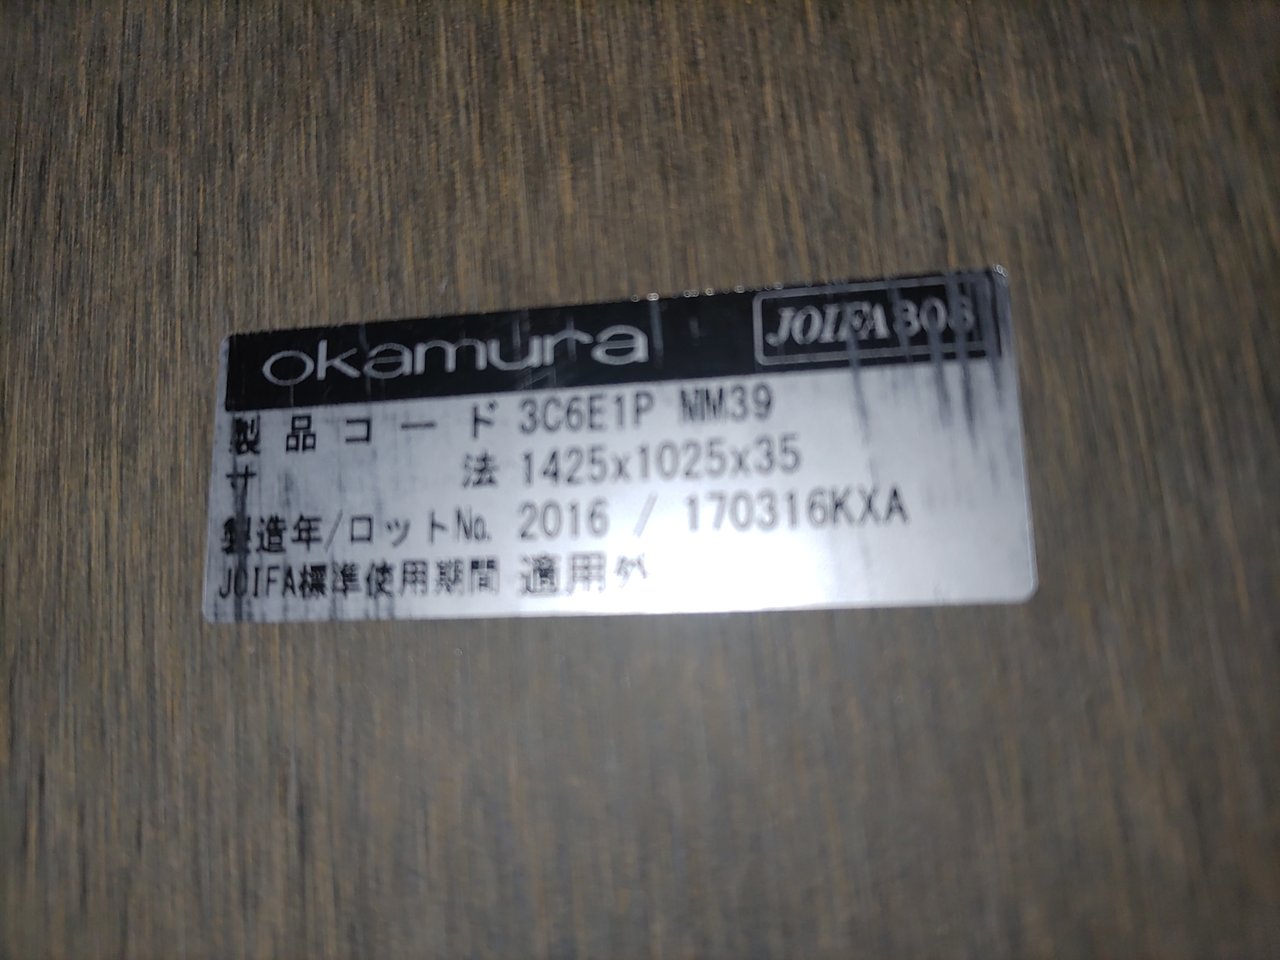 okamura JOIFA303
製品コード 3C6E1P MM39
寸法 1425x1025x35
製造年/ロットNo. 2016 / 170316KXA
JOIFA標準使用期間 適用外